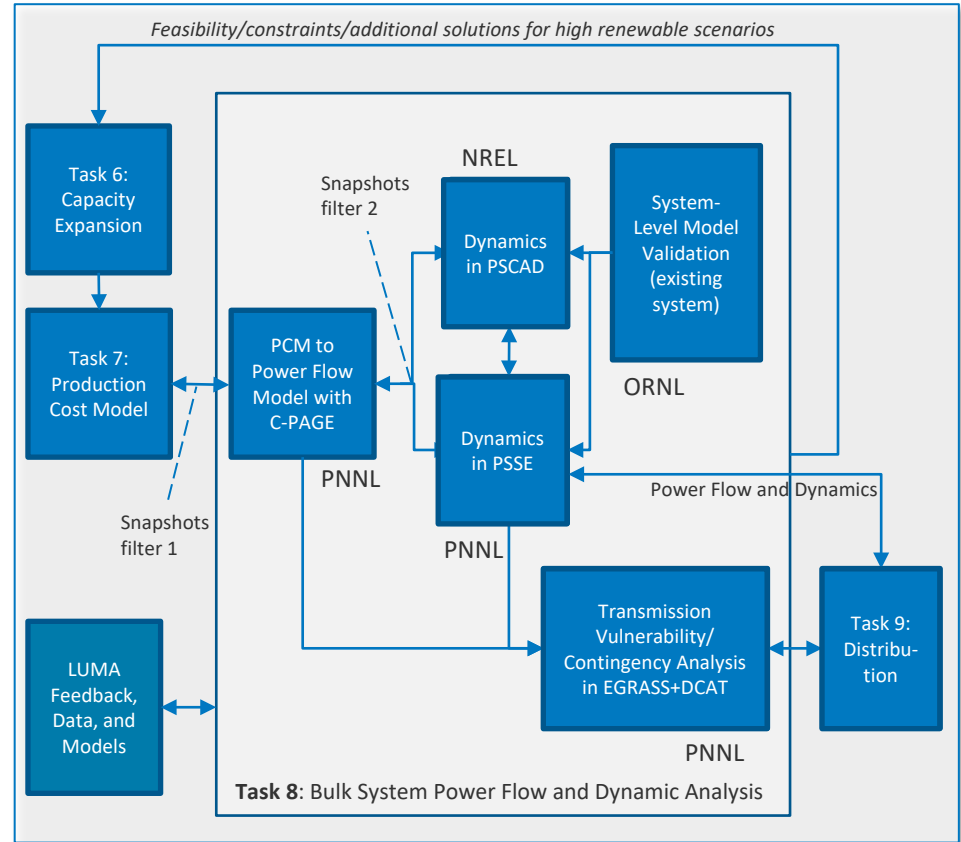 Feasibility/constraints/additional solutions for high renewable scenarios
Task 6:
Capacity
Expansion
Task 7:
Production
Cost Model
Snapshots
filter 1
LUMA
Feedback,
Data, and
Models
PCM to
Power Flow
Model with
C-PAGE
PNNL
Snapshots
filter 2
NREL
Dynamics
in PSCAD
Dynamics
in PSSE
PNNL
System-
Level Model
Validation
(existing
system)
ORNL
Power Flow and Dynamics
Transmission
Vulnerability/
Contingency Analysis
in EGRASS+DCAT
PNNL
Task 9:
Distribu-
tion
Task 8: Bulk System Power Flow and Dynamic Analysis